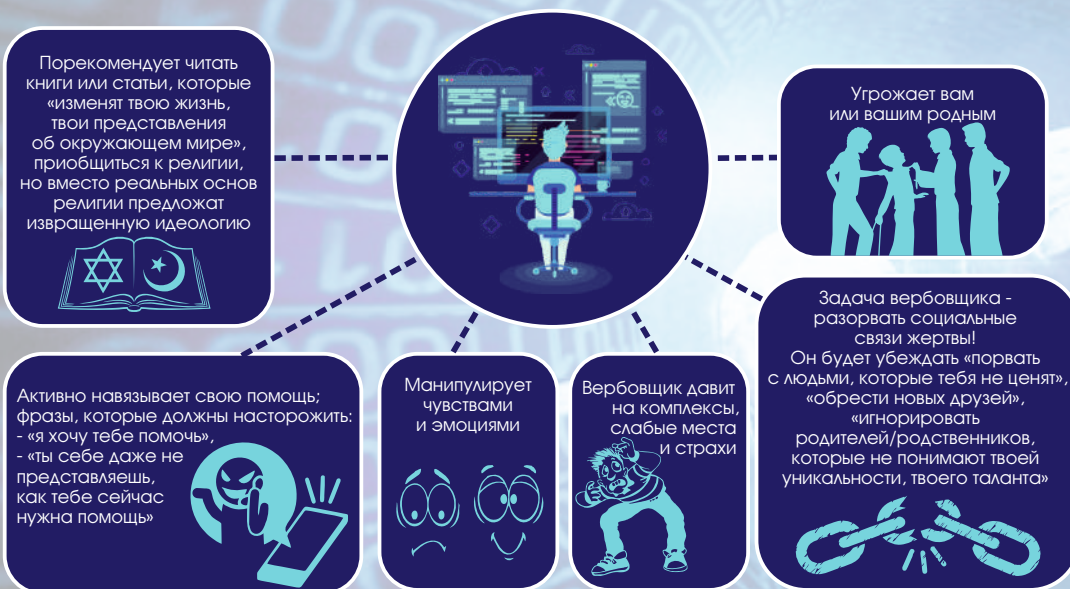 Порекомендует читать
книги или статьи, которые
«изменят твою жизнь,
твои представления
об окружающем мире»,
приобщиться к религии,
но вместо реальных основ
религии предложат
извращенную идеологию
Угрожает вам
или вашим родным
Активно навязывает свою помощь;
фразы, которые должны насторожить:
- «я хочу тебе помочь»,
- «ты себе даже не
представляешь,
как тебе сейчас
нужна помощь»
Манипулирует
чувствами
и эмоциями
Вербовщик давит
на комплексы,
слабые места
и страхи
Задача вербовщика -
разорвать социальные
связи жертвы!
Он будет убеждать «порвать
с людьми, которые тебя не ценят»,
«обрести новых друзей»,
«игнорировать
родителей/родственников,
которые не понимают твоей
уникальности, твоего таланта»